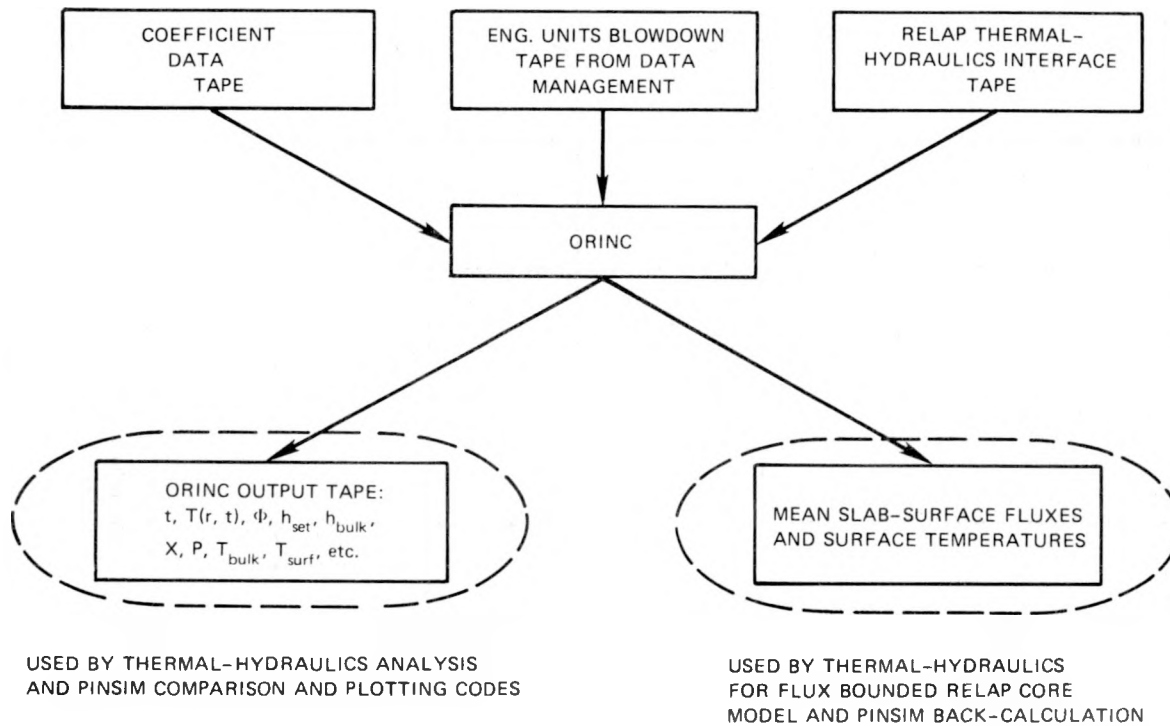 COEFFICIENT
DATA
TAPE
ENG. UNITS BLOWDOWN
TAPE FROM DATA
MANAGEMENT
RELAP THERMAL-
HYDRAULICS INTERFACE
TAPE
ORINC
ORINC OUTPUT TAPE:
t, T(r, t), Φ, h_set, h_bulk,
X, P, T_bulk, T_surf, etc.
MEAN SLAB-SURFACE FLUXES
AND SURFACE TEMPERATURES
USED BY THERMAL-HYDRAULICS ANALYSIS
AND PINSIM COMPARISON AND PLOTTING CODES
USED BY THERMAL-HYDRAULICS
FOR FLUX BOUNDED RELAP CORE
MODEL AND PINSIM BACK-CALCULATION